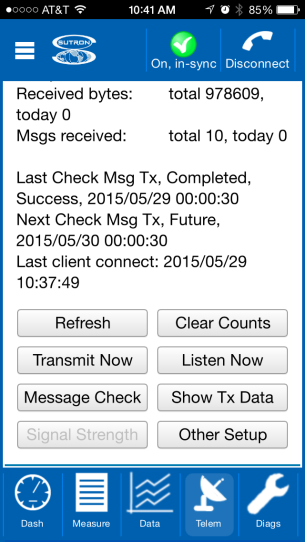 AT&T 10:41 AM 85%
SUTRON
On, in-sync Disconnect
Received bytes: total 978609,
today 0
Msgs received: total 10, today 0
Last Check Msg Tx, Completed,
Success, 2015/05/29 00:00:30
Next Check Msg Tx, Future,
2015/05/30 00:00:30
Last client connect: 2015/05/29
10:37:49
Refresh Clear Counts
Transmit Now Listen Now
Message Check Show Tx Data
Signal Strength Other Setup
Dash Measure Data Telem Diags